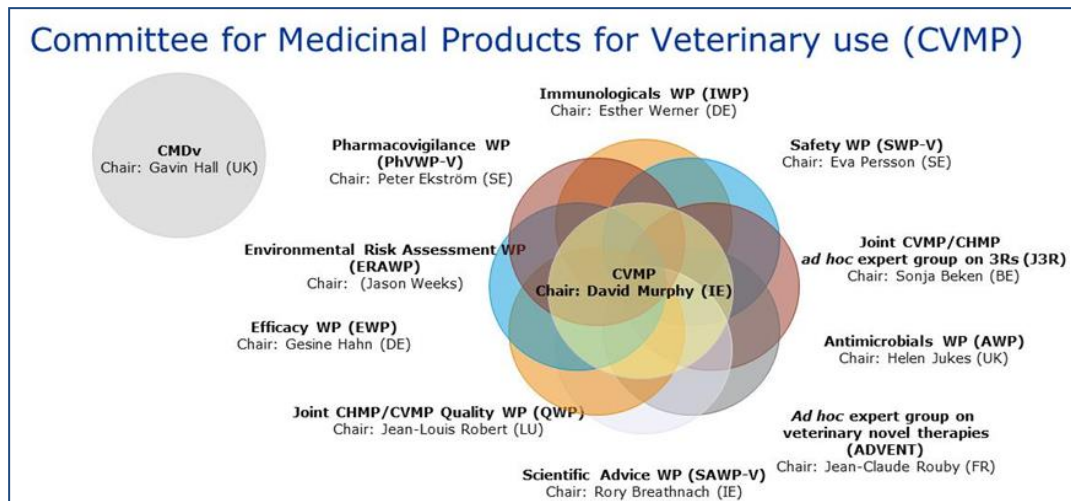 Committee for Medicinal Products for Veterinary use (CVMP)
CMDv
Chair: Gavin Hall (UK)
Immunologicals WP (IWP)
Chair: Esther Werner (DE)
Pharmacovigilance WP
(PhVWP-V)
Chair: Peter Ekström (SE)
Safety WP (SWP-V)
Chair: Eva Persson (SE)
Environmental Risk Assessment WP
(ERAWP)
Chair: (Jason Weeks)
CVMP
Chair: David Murphy (IE)
Joint CVMP/CHMP
ad hoc expert group on 3Rs (J3R)
Chair: Sonja Beken (BE)
Efficacy WP (EWP)
Chair: Gesine Hahn (DE)
Antimicrobials WP (AWP)
Chair: Helen Jukes (UK)
Joint CHMP/CVMP Quality WP (QWP)
Chair: Jean-Louis Robert (LU)
Ad hoc expert group on
veterinary novel therapies
(ADVENT)
Chair: Jean-Claude Rouby (FR)
Scientific Advice WP (SAWP-V)
Chair: Rory Breathnach (IE)